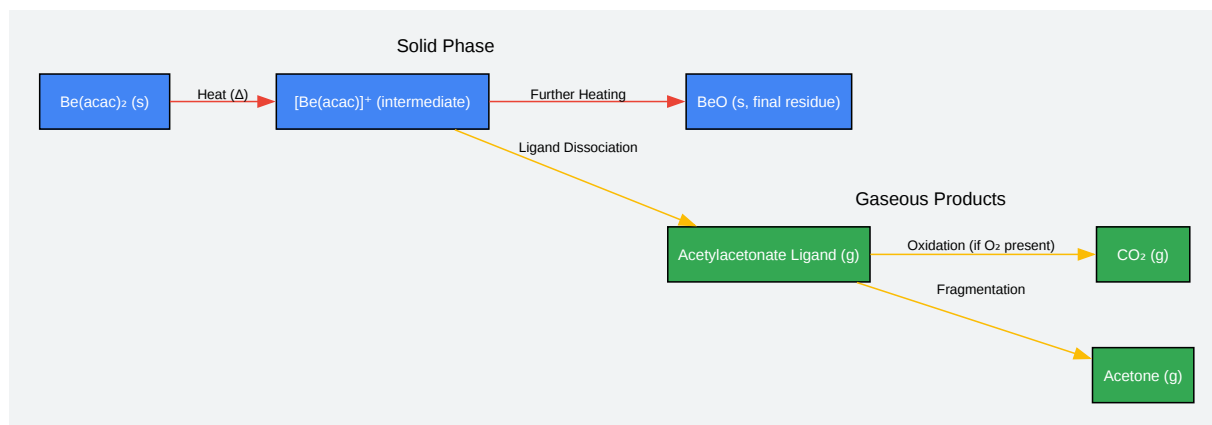 Solid Phase
Be(acac)₂ (s)
Heat (Δ)
[Be(acac)]⁺ (intermediate)
Further Heating
BeO (s, final residue)
Ligand Dissociation
Gaseous Products
Acetylacetonate Ligand (g)
Oxidation (if O₂ present)
CO₂ (g)
Fragmentation
Acetone (g)